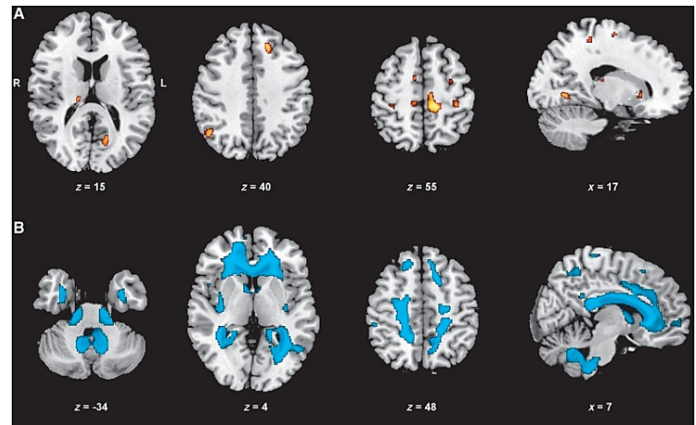 A
R
L
z = 15
z = 40
z = 55
x = 17
B
z = -34
z = 4
z = 48
x = 7